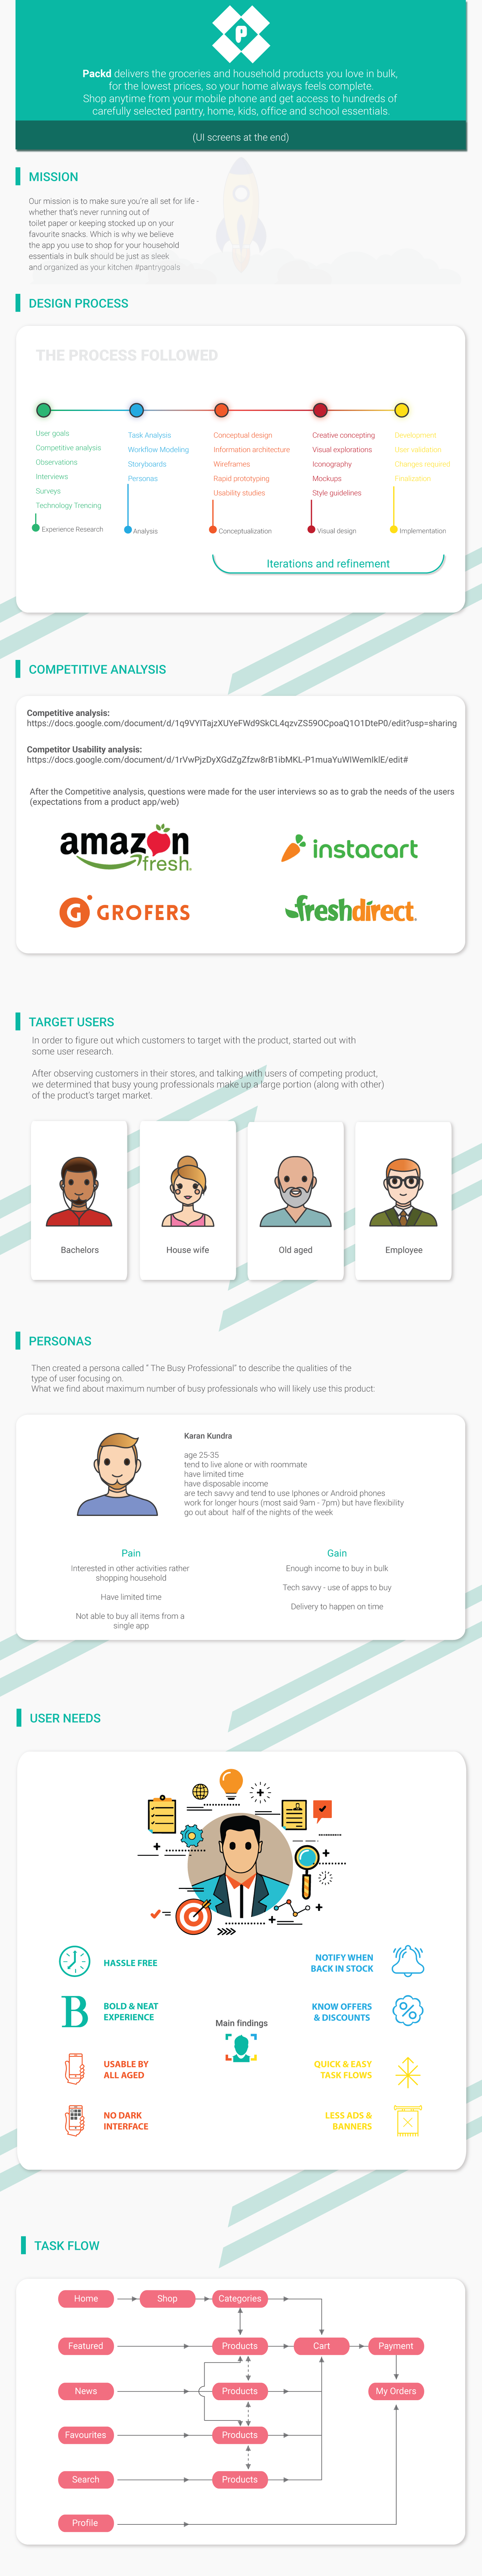 P
Packd delivers the groceries and household products you love in bulk,
for the lowest prices, so your home always feels complete.
Shop anytime from your mobile phone and get access to hundreds of
carefully selected pantry, home, kids, office and school essentials.
(UI screens at the end)
MISSION
Our mission is to make sure you're all set for life -
whether that's never running out of
toilet paper or keeping stocked up on your
favourite snacks. Which is why we believe
the app you use to shop for your household
essentials in bulk should be just as sleek
and organized as your kitchen #pantrygoals
DESIGN PROCESS
THE PROCESS FOLLOWED
User goals
Competitive analysis
Observations
Interviews
Surveys
Technology Trencing
Experience Research
Task Analysis
Workflow Modeling
Storyboards
Personas
Analysis
Conceptual design
Information architecture
Wireframes
Rapid prototyping
Usability studies
Conceptualization
Creative concepting
Visual explorations
Iconography
Mockups
Style guidelines
Visual design
Development
User validation
Changes required
Finalization
Implementation
Iterations and refinement
COMPETITIVE ANALYSIS
Competitive analysis:
https://docs.google.com/document/d/1q9VYITajzXUYeFWd9SkCL4qzvZS59OCpoaQ1O1DteP0/edit?usp=sharing
Competitor Usability analysis:
https://docs.google.com/document/d/1rVwPjzDyXGdZgZfzw8rB1ibMKL-P1muaYuWIWemIklE/edit#
After the Competitive analysis, questions were made for the user interviews so as to grab the needs of the users
(expectations from a product app/web)
amazon
fresh
instacart
G GROFERS
freshdirect.
TARGET USERS
In order to figure out which customers to target with the product, started out with
some user research.
After observing customers in their stores, and talking with users of competing product,
we determined that busy young professionals make up a large portion (along with other)
of the product's target market.
Bachelors
House wife
Old aged
Employee
PERSONAS
Then created a persona called " The Busy Professional" to describe the qualities of the
type of user focusing on.
What we find about maximum number of busy professionals who will likely use this product:
Karan Kundra
age 25-35
tend to live alone or with roommate
have limited time
have disposable income
are tech savvy and tend to use Iphones or Android phones
work for longer hours (most said 9am - 7pm) but have flexibility
go out about half of the nights of the week
Pain
Interested in other activities rather
shopping household
Have limited time
Not able to buy all items from a
single app
Gain
Enough income to buy in bulk
Tech savvy - use of apps to buy
Delivery to happen on time
USER NEEDS
HASSLE FREE
B
BOLD & NEAT
EXPERIENCE
USABLE BY
ALL AGED
NO DARK
INTERFACE
Main findings
NOTIFY WHEN
BACK IN STOCK
KNOW OFFERS
& DISCOUNTS
QUICK & EASY
TASK FLOWS
LESS ADS &
BANNERS
TASK FLOW
Home
Shop
Categories
Featured
Products
Cart
Payment
News
Products
My Orders
Favourites
Products
Search
Products
Profile